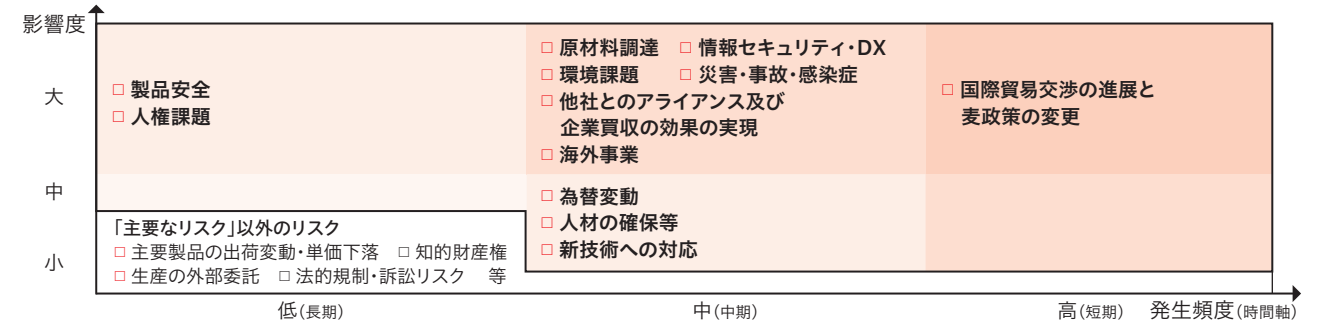 影響度
大
□ 製品安全
□ 人権課題
□ 原材料調達 □ 情報セキュリティ・DX
□ 環境課題 □ 災害・事故・感染症
□ 他社とのアライアンス及び
企業買収の効果の実現
□ 海外事業
□ 国際貿易交渉の進展と
麦政策の変更
中
□ 為替変動
□ 人材の確保等
□ 新技術への対応
小
「主要なリスク」以外のリスク
□ 主要製品の出荷変動・単価下落 □ 知的財産権
□ 生産の外部委託 □ 法的規制・訴訟リスク 等
低(長期) 中(中期) 高(短期) 発生頻度(時間軸)